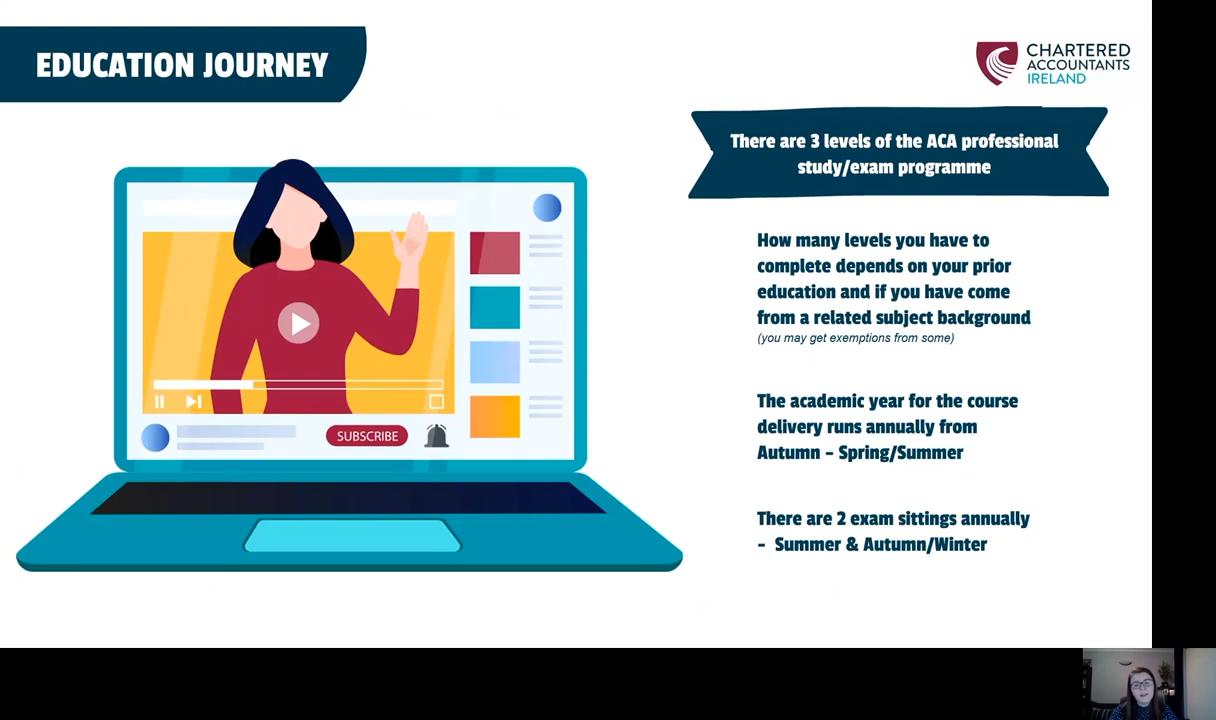 EDUCATION JOURNEY
CHARTERED
ACCOUNTANTS
IRELAND
There are 3 levels of the ACA professional
study/exam programme
How many levels you have to
complete depends on your prior
education and if you have come
from a related subject background
(you may get exemptions from some)
The academic year for the course
delivery runs annually from
Autumn – Spring/Summer
There are 2 exam sittings annually
– Summer & Autumn/Winter
SUBSCRIBE